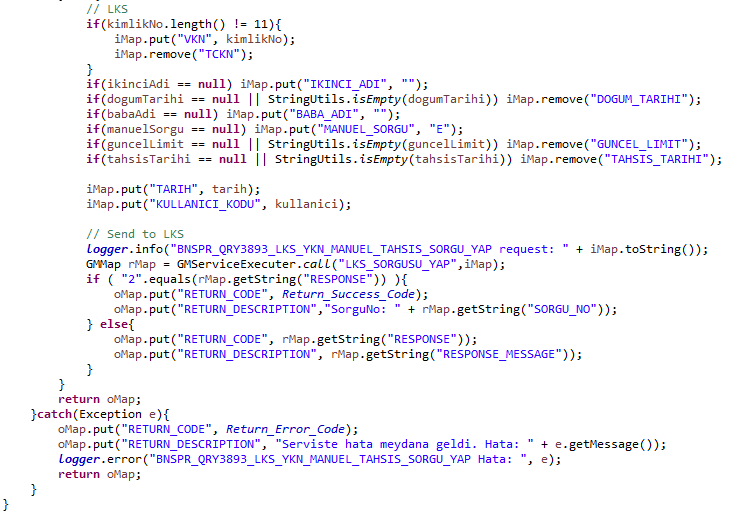 // LKS
if(kimlikNo.length() != 11){
iMap.put("VKN", kimlikNo);
iMap.remove("TCKN");
}
if(ikinciAdi == null) iMap.put("IKINCI_ADI", "");
if(dogumTarihi == null || StringUtils.isEmpty(dogumTarihi)) iMap.remove("DOGUM_TARIHI");
if(babaAdi == null) iMap.put("BABA_ADI", "");
if(manuelSorgu == null) iMap.put("MANUEL_SORGU", "E");
if(guncelLimit == null || StringUtils.isEmpty(guncelLimit)) iMap.remove("GUNCEL_LIMIT");
if(tahsisTarihi == null || StringUtils.isEmpty(tahsisTarihi)) iMap.remove("TAHSIS_TARIHI");
iMap.put("TARIH", tarih);
iMap.put("KULLANICI_KODU", kullanici);
// Send to LKS
logger.info("BNSPR_QRY3893_LKS_YKN_MANUEL_TAHSIS_SORGU_YAP request: " + iMap.toString());
GMMap rMap = GMServiceExecuter.call("LKS_SORGUSU_YAP",iMap);
if ( "2".equals(rMap.getString("RESPONSE")) ){
oMap.put("RETURN_CODE", Return_Success_Code);
oMap.put("RETURN_DESCRIPTION","SorguNo: " + rMap.getString("SORGU_NO"));
} else{
oMap.put("RETURN_CODE", rMap.getString("RESPONSE"));
oMap.put("RETURN_DESCRIPTION", rMap.getString("RESPONSE_MESSAGE"));
}
}
return oMap;
}catch(Exception e){
oMap.put("RETURN_CODE", Return_Error_Code);
oMap.put("RETURN_DESCRIPTION", "Serviste hata meydana geldi. Hata: " + e.getMessage());
logger.error("BNSPR_QRY3893_LKS_YKN_MANUEL_TAHSIS_SORGU_YAP Hata: ", e);
return oMap;
}
}